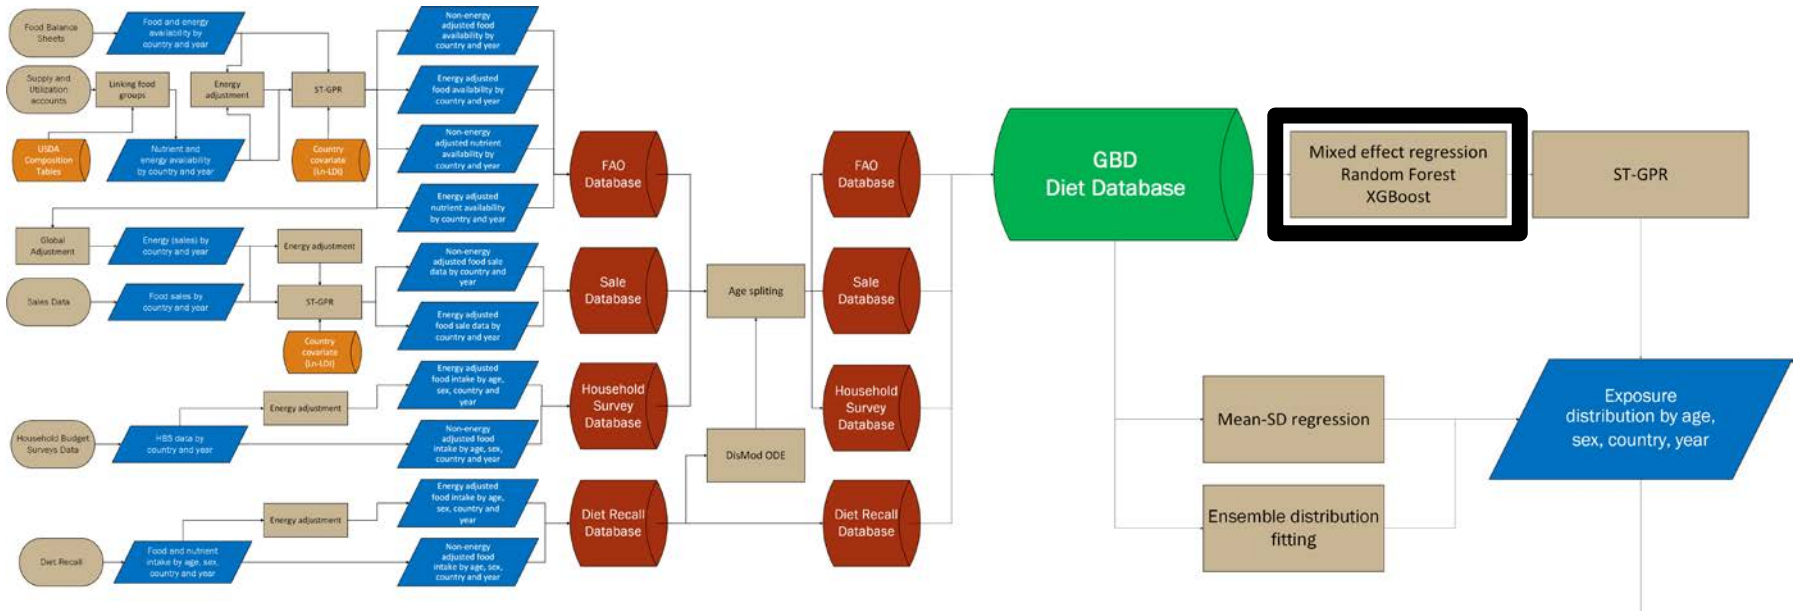 Food Balance
Sheets
Food and energy
availability by
country and year
Non-energy
adjusted food
availability by
country and year
Supply and
Utilization
accounts
Linking food
groups
Energy
adjustment
ST-GPR
Energy adjusted
food availability by
country and year
USDA
Composition
Tables
Nutrient and
energy availability
by country and year
Country
covariate
(Ln-LDI)
Non-energy
adjusted nutrient
availability by
country and year
Energy adjusted
nutrient availability
by country and year
Global
Adjustment
Energy (sales) by
country and year
Energy adjustment
Non-energy
adjusted food sale
data by country and
year
Sales Data
Food sales by
country and year
ST-GPR
Energy adjusted
food sale data by
country and year
Country
covariate
(Ln-LDI)
Energy adjusted
food intake by age,
sex, country and
year
Energy adjustment
Household Budget
Surveys Data
HBS data by
country and year
Non-energy
adjusted food
intake by age, sex,
country and year
Energy adjusted
food intake by age,
sex, country and
year
Energy adjustment
Diet Recall
Food and nutrient
intake by age, sex,
country and year
Non-energy
adjusted food
intake by age, sex,
country and year
FAO
Database
Sale
Database
Household
Survey
Database
Diet Recall
Database
Age spliting
DisMod ODE
FAO
Database
Sale
Database
Household
Survey
Database
Diet Recall
Database
GBD
Diet Database
Mixed effect regression
Random Forest
XGBoost
ST-GPR
Mean-SD regression
Ensemble distribution
fitting
Exposure
distribution by age,
sex, country, year